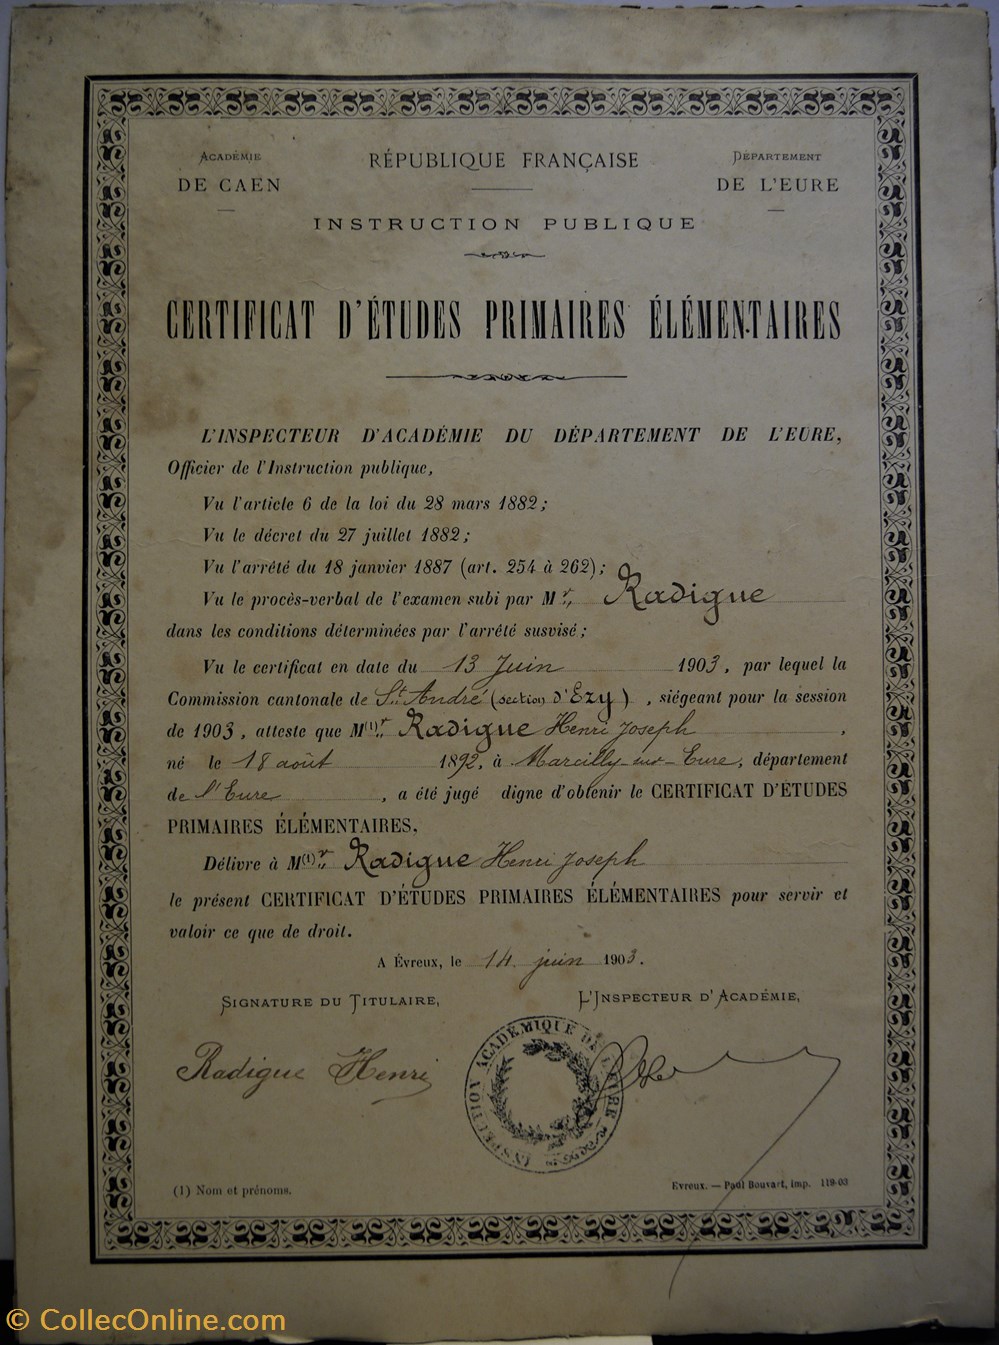 ACADÉMIE
DE CAEN
RÉPUBLIQUE FRANÇAISE
DÉPARTEMENT
DE L'EURE
INSTRUCTION PUBLIQUE
CERTIFICAT D'ÉTUDES PRIMAIRES ÉLÉMENTAIRES
L'INSPECTEUR D'ACADÉMIE DU DÉPARTEMENT DE L'EURE,
Officier de l'Instruction publique,
Vu l'article 6 de la loi du 28 mars 1882;
Vu le décret du 27 juillet 1882;
Vu l'arrêté du 18 janvier 1887 (art. 254 à 262);
Vu le procès-verbal de l'examen subi par Mr, Radigue
dans les conditions déterminées par l'arrêté susvisé;
Vu le certificat en date du 13 Juin 1903, par lequel la
Commission cantonale de St. André (section d'Ezy), siégeant pour la session
de 1903, atteste que M(1)r Radigue Henri Joseph,
né le 18 août 1892, à Marcilly-sur-Eure, département
de l'Eure, a été jugé digne d'obtenir le CERTIFICAT D'ÉTUDES
PRIMAIRES ÉLÉMENTAIRES.
Délivré à M(1)r Radigue Henri Joseph
le présent CERTIFICAT D'ÉTUDES PRIMAIRES ÉLÉMENTAIRES pour servir et
valoir ce que de droit.
A Évreux, le 14 juin 1903.
SIGNATURE DU TITULAIRE,
L'INSPECTEUR D'ACADÉMIE,
Radigue Henri
INSPECTION ACADÉMIQUE DE L'EURE
(1) Nom et prénoms.
Evreux. — Paul Bouvart, imp. 119-03
© CollecOnline.com